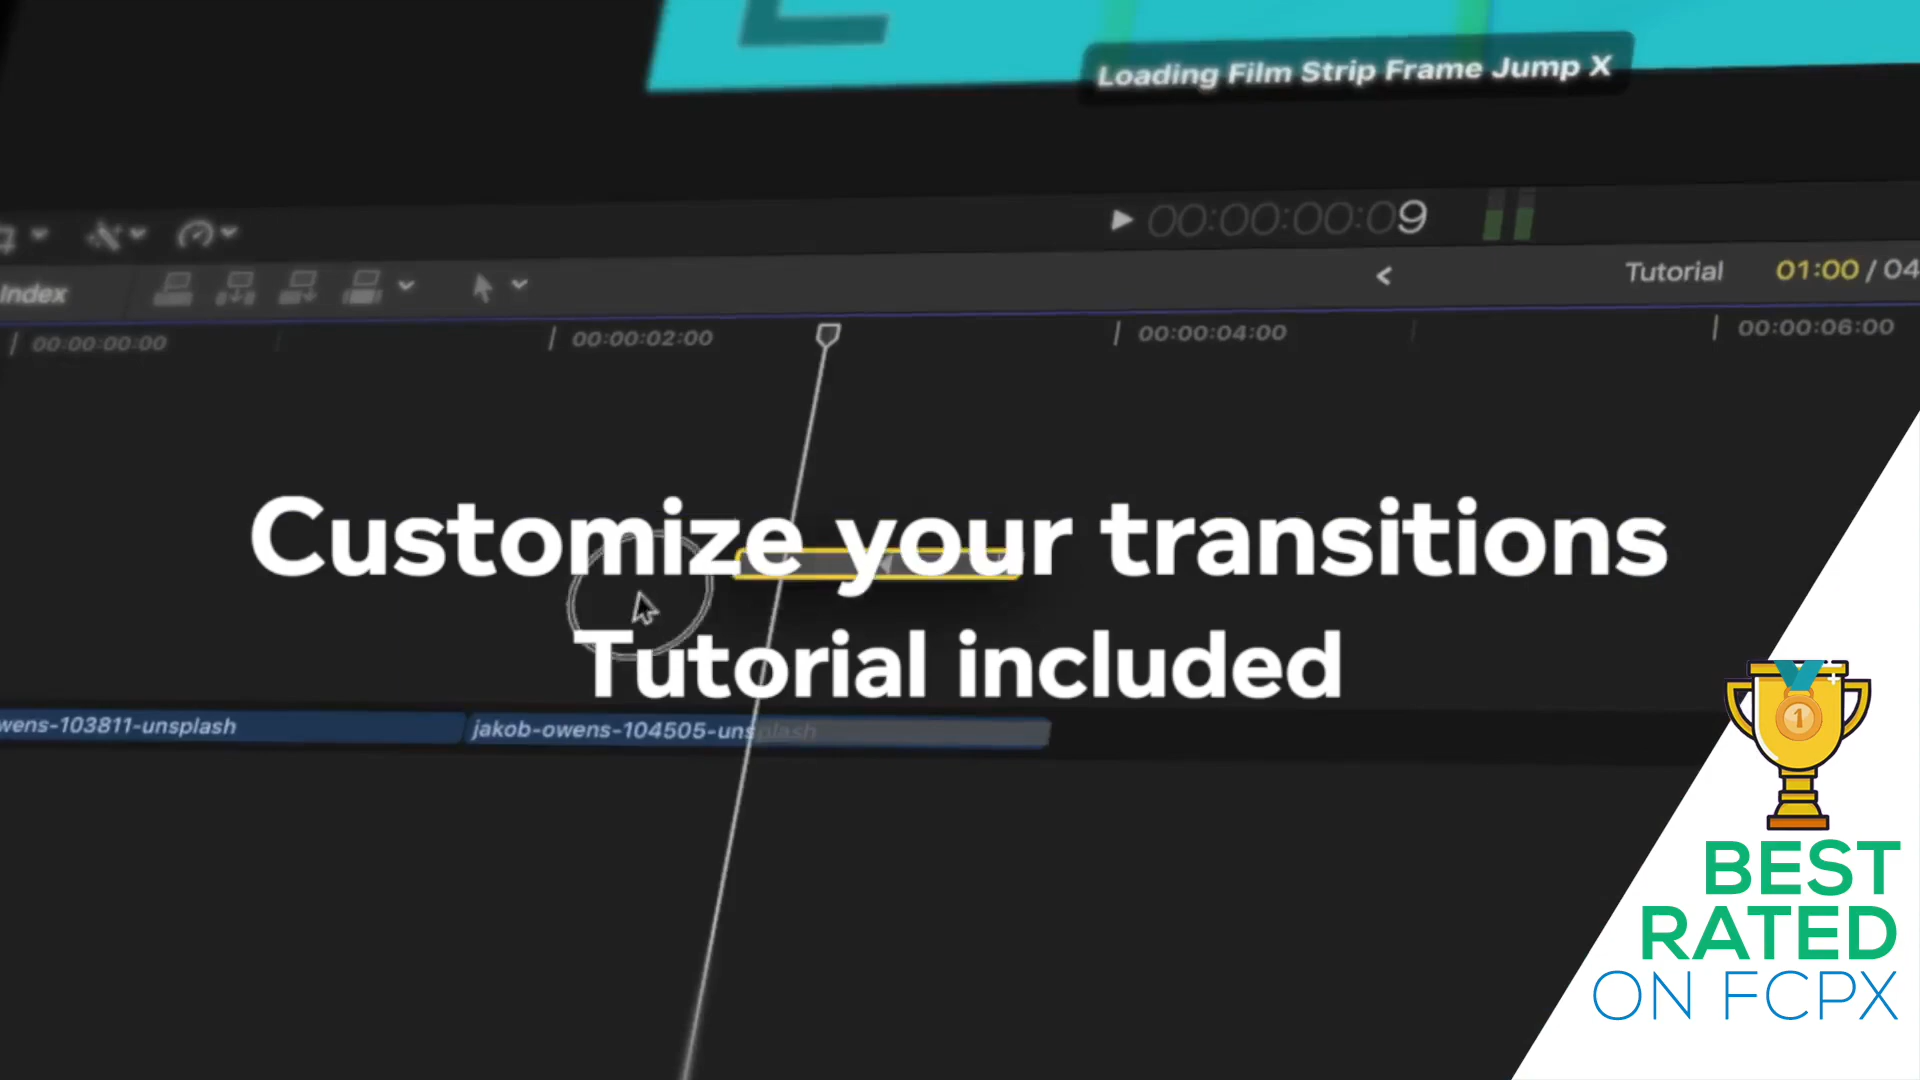 Loading Film Strip Frame Jump X
00:00:00:09
Index
Tutorial 01:00 / 04
00:00:00:00 00:00:02:00 00:00:04:00 00:00:06:00
Customize your transitions
Tutorial included
wens-103811-unsplash jakob-owens-104505-unsplash
1
BEST
RATED
ON FCPX